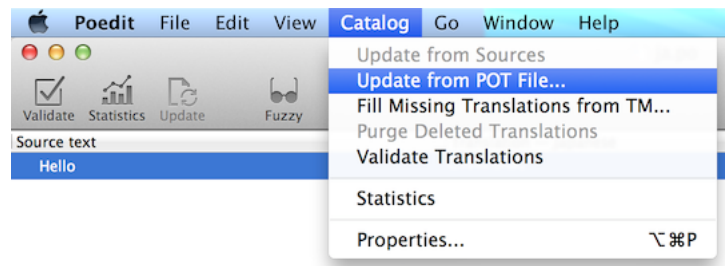 Poedit File Edit View Catalog Go Window Help
Update from Sources
Update from POT File...
Fill Missing Translations from TM...
Purge Deleted Translations
Validate Translations
Statistics
Properties... ⌥⌘P
Validate Statistics Update Fuzzy
Source text
Hello